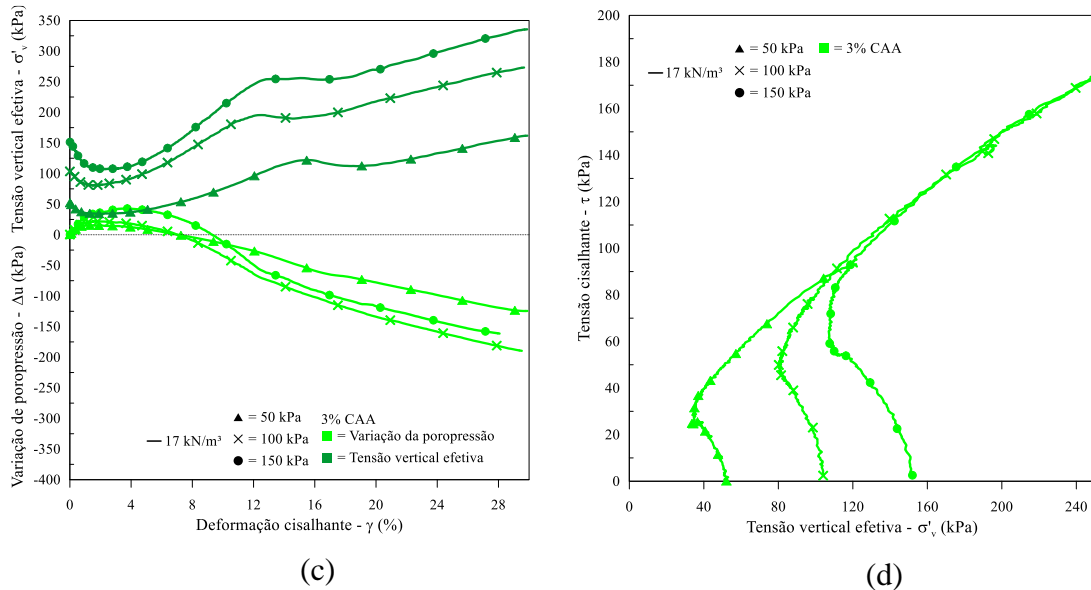 Tensão vertical efetiva - σ'v (kPa)
Variação de poropressão - Δu (kPa)
350
300
250
200
150
100
50
0
-50
-100
-150
-200
-250
-300
-350
-400
0 4 8 12 16 20 24 28
Deformação cisalhante - γ (%)
17 kN/m³
= 50 kPa
= 100 kPa
= 150 kPa
3% CAA
= Variação da poropressão
= Tensão vertical efetiva
(c)
Tensão cisalhante - τ (kPa)
200
180
160
140
120
100
80
60
40
20
0
0 40 80 120 160 200 240
Tensão vertical efetiva - σ'v (kPa)
17 kN/m³
= 50 kPa
= 100 kPa
= 150 kPa
= 3% CAA
(d)